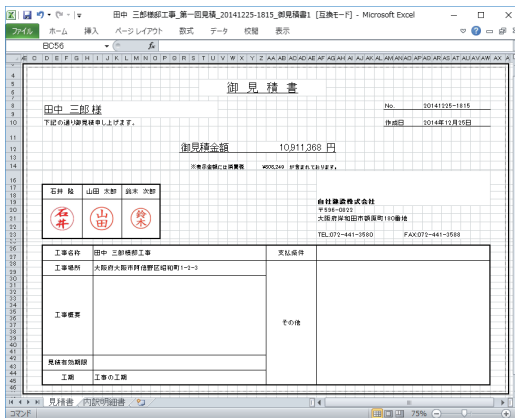 田中 三郎様邸工事_第一回見積_20141225-1815_御見積書1 [互換モード] - Microsoft Excel
ファイル ホーム 挿入 ページ レイアウト 数式 データ 校閲 表示
BC56 fx
御 見 積 書
田中 三郎 様
No. 20141225-1815
下記の通り御見積申し上げます。
作成日 2014年12月25日
御見積金額 10,911,368 円
※表示金額には消費税 ¥808,249 が含まれております。
石井 隆 山田 太郎 鈴木 次郎
石井 山田 鈴木
自社建設株式会社
〒596-0822
大阪府岸和田市額原町180番地
TEL:072-441-3580 FAX:072-441-3588
工事名称 田中 三郎様邸工事 支払条件
工事場所 大阪府大阪市阿倍野区昭和町1-2-3
工事概要
その他
見積有効期限
工期 工事の工期
見積書 内訳明細書
コマンド 75%